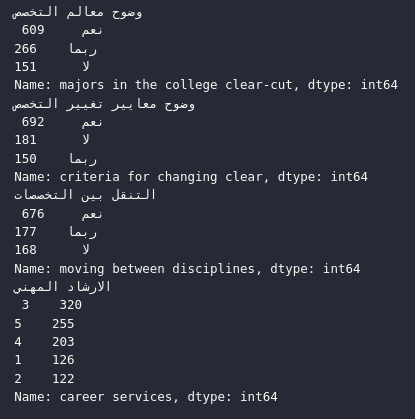 وضوح معالم التخصص
نعم 609
ربما 266
لا 151
Name: majors in the college clear-cut, dtype: int64
وضوح معايير تغيير التخصص
نعم 692
لا 181
ربما 150
Name: criteria for changing clear, dtype: int64
التنقل بين التخصصات
نعم 676
ربما 177
لا 168
Name: moving between disciplines, dtype: int64
الارشاد المهني
3 320
5 255
4 203
1 126
2 122
Name: career services, dtype: int64